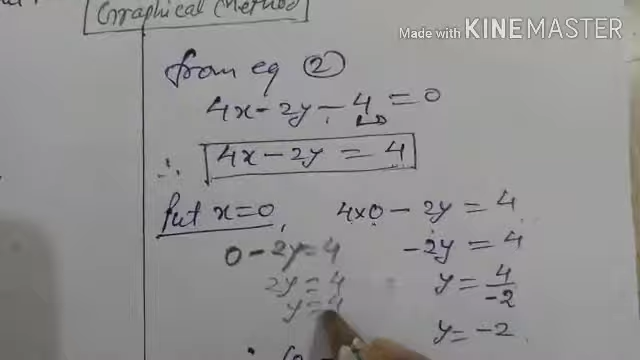 Graphical Method
Made with KINEMASTER
from eq ②
4x - 2y - 4 = 0
∴ 4x - 2y = 4
Put x=0, 4×0 - 2y = 4
0 - 2y = 4
-2y = 4
2y = 4
y = 4/-2
y = 4
y = -2